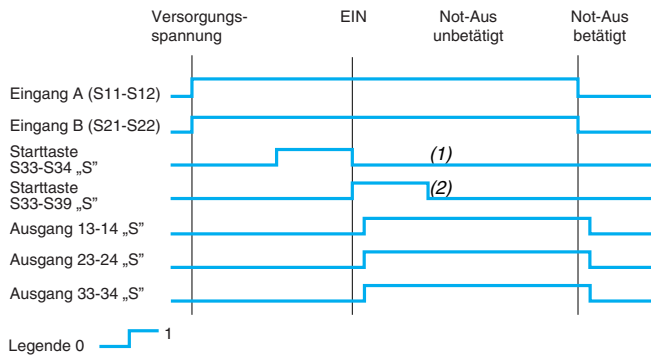 Versorgungs-
spannung
EIN
Not-Aus
unbetätigt
Not-Aus
betätigt
Eingang A (S11-S12)
Eingang B (S21-S22)
Starttaste
S33-S34 „S”
(1)
Starttaste
S33-S39 „S”
(2)
Ausgang 13-14 „S”
Ausgang 23-24 „S”
Ausgang 33-34 „S”
Legende 0
1